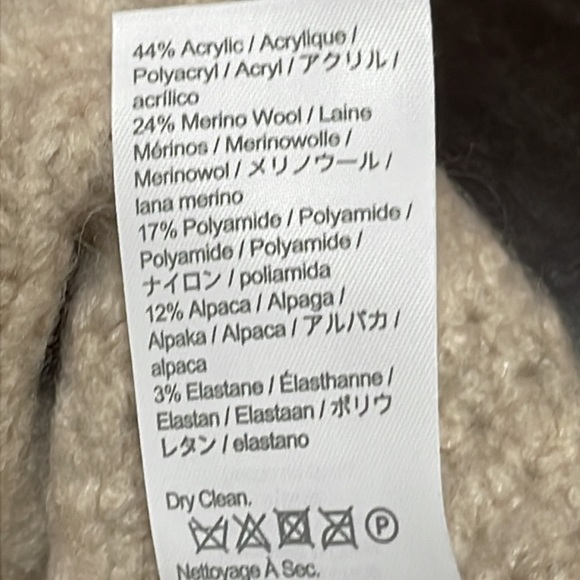 44% Acrylic / Acrylique /
Polyacryl / Acryl / アクリル /
acrílico
24% Merino Wool / Laine
Mérinos / Merinowolle /
Merinowol / メリノウール /
lana merino
17% Polyamide / Polyamide /
Polyamide / Polyamide /
ナイロン / poliamida
12% Alpaca / Alpaga /
Alpaka / Alpaca / アルパカ /
alpaca
3% Elastane / Élasthanne /
Elastan / Elastaan / ポリウ
レタン / elastano
Dry Clean.
P
Nettoyage À Sec.